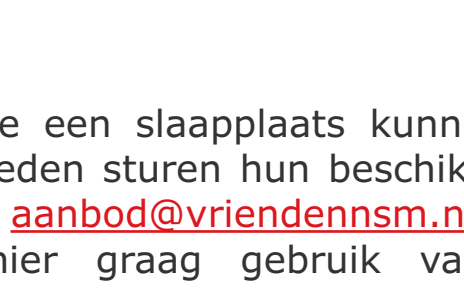 e een slaapplaats kunn
eden sturen hun beschik
aanbod@vriendennsm.n
hier graag gebruik va